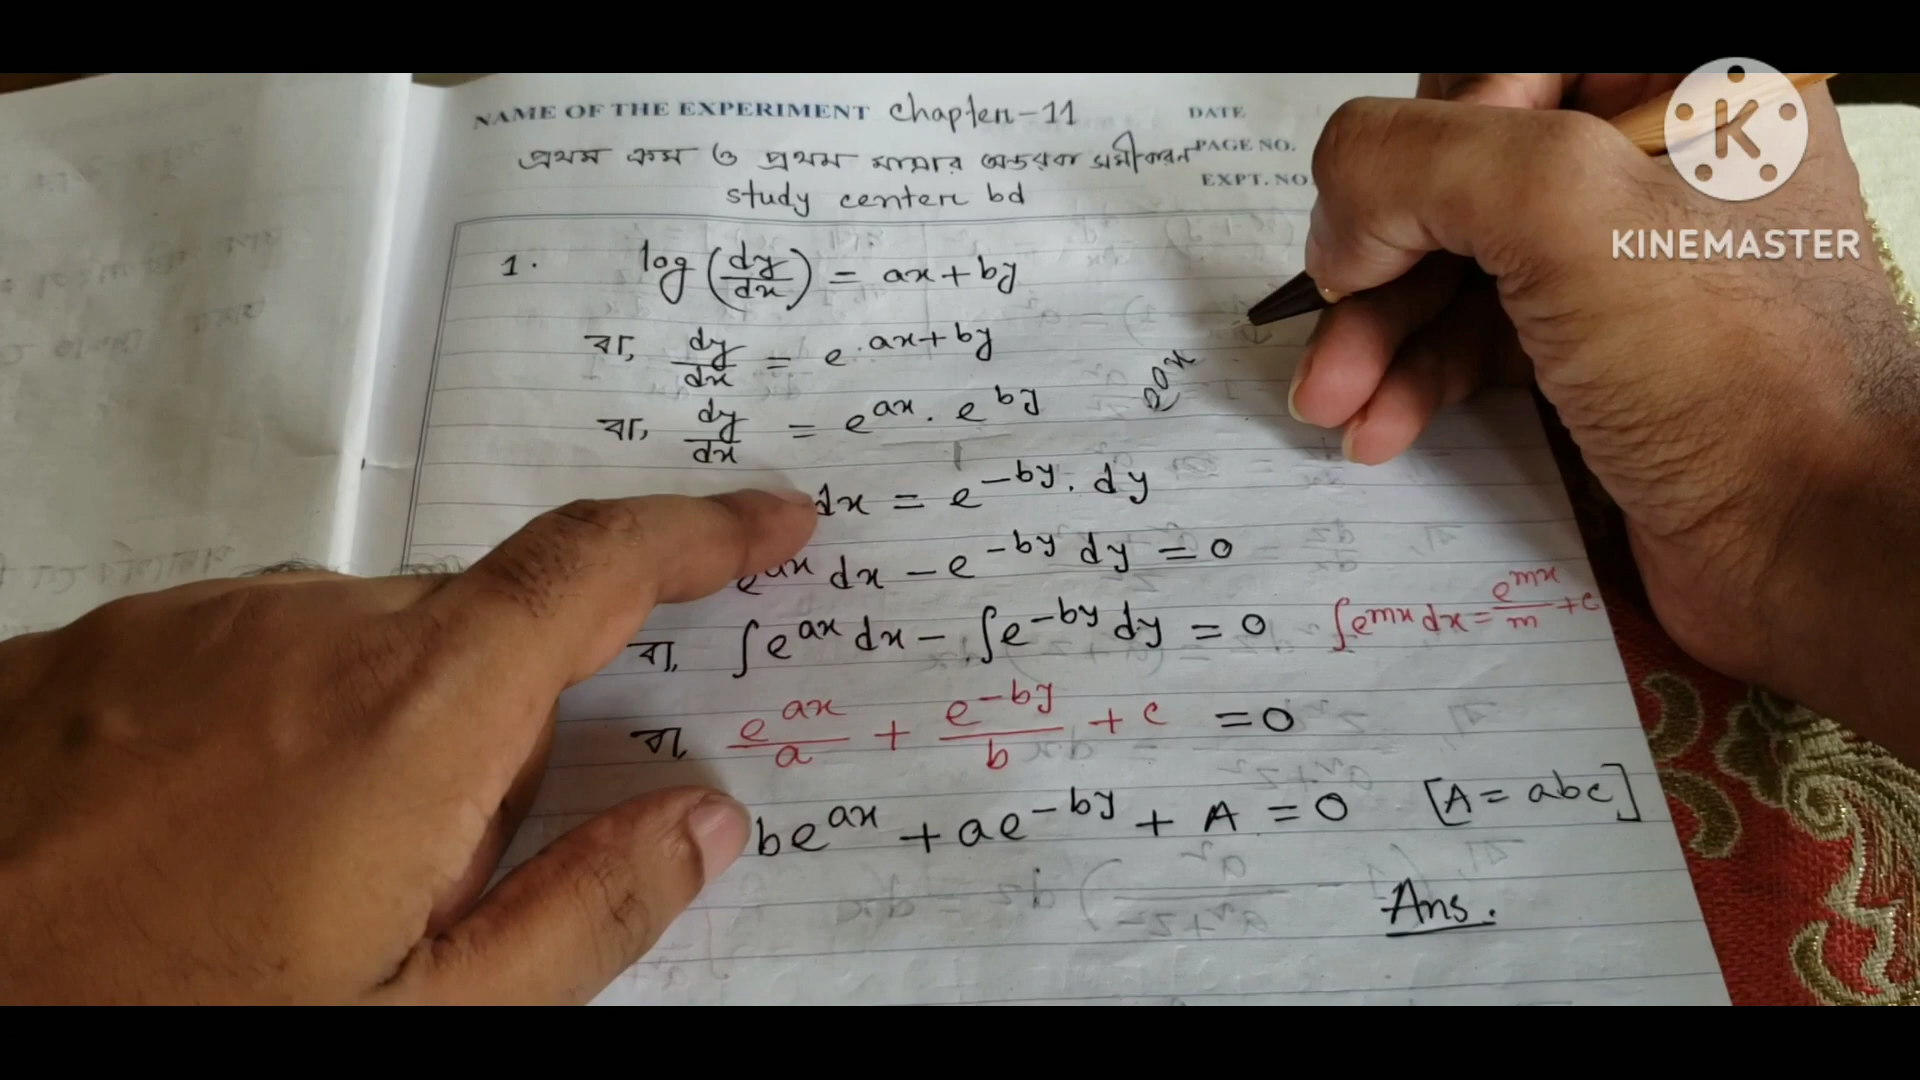 NAME OF THE EXPERIMENT Chapter-11
DATE
প্রথম ক্রম ও প্রথম মাত্রার অন্তরক সমীকরণ
PAGE NO.
EXPT. NO
study center bd
KINEMASTER
1. log(dy/dx) = ax+by
বা, dy/dx = e^ax+by
বা, dy/dx = e^ax . e^by
e^ax
dx = e^-by . dy
e^ax dx - e^-by dy = 0
বা, ∫e^ax dx - ∫e^-by dy = 0 ∫e^mx dx = e^mx/m + c
বা, e^ax/a + e^-by/b + c = 0
be^ax + ae^-by + A = 0 [A = abc]
Ans.